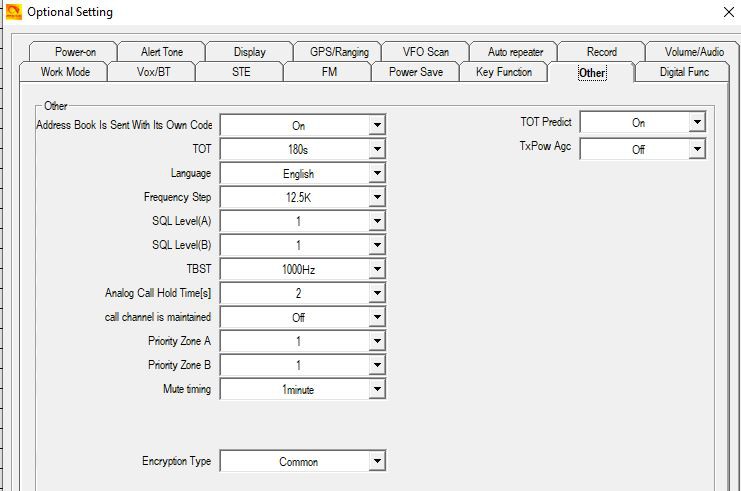 Optional Setting
Power-on Alert Tone Display GPS/Ranging VFO Scan Auto repeater Record Volume/Audio
Work Mode Vox/BT STE FM Power Save Key Function Other Digital Func
Other
Address Book Is Sent With Its Own Code On TOT Predict On
TOT 180s TxPow Agc Off
Language English
Frequency Step 12.5K
SQL Level(A) 1
SQL Level(B) 1
TBST 1000Hz
Analog Call Hold Time[s] 2
call channel is maintained Off
Priority Zone A 1
Priority Zone B 1
Mute timing 1minute
Encryption Type Common